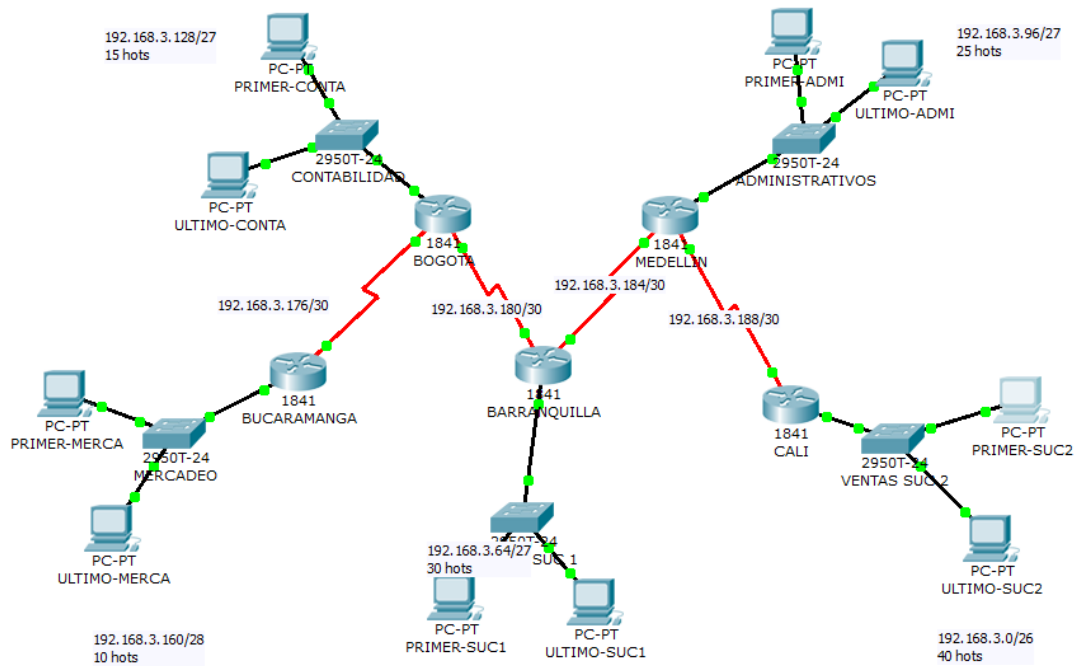 192.168.3.128/27
15 hots
PC-PT
PRIMER-CONTA
2950T-24
CONTABILIDAD
PC-PT
ULTIMO-CONTA
1841
BOGOTA
192.168.3.96/27
25 hots
PC-PT
PRIMER-ADMI
PC-PT
ULTIMO-ADMI
2950T-24
ADMINISTRATIVOS
1841
MEDELLIN
192.168.3.176/30
192.168.3.180/30
192.168.3.184/30
192.168.3.188/30
1841
BUCARAMANGA
1841
BARRANQUILLA
1841
CALI
PC-PT
PRIMER-MERCA
2950T-24
MERCADEO
PC-PT
ULTIMO-MERCA
192.168.3.160/28
10 hots
2950T-24
SUC 1
192.168.3.64/27
30 hots
PC-PT
PRIMER-SUC1
PC-PT
ULTIMO-SUC1
2950T-24
VENTAS SUC 2
PC-PT
PRIMER-SUC2
PC-PT
ULTIMO-SUC2
192.168.3.0/26
40 hots